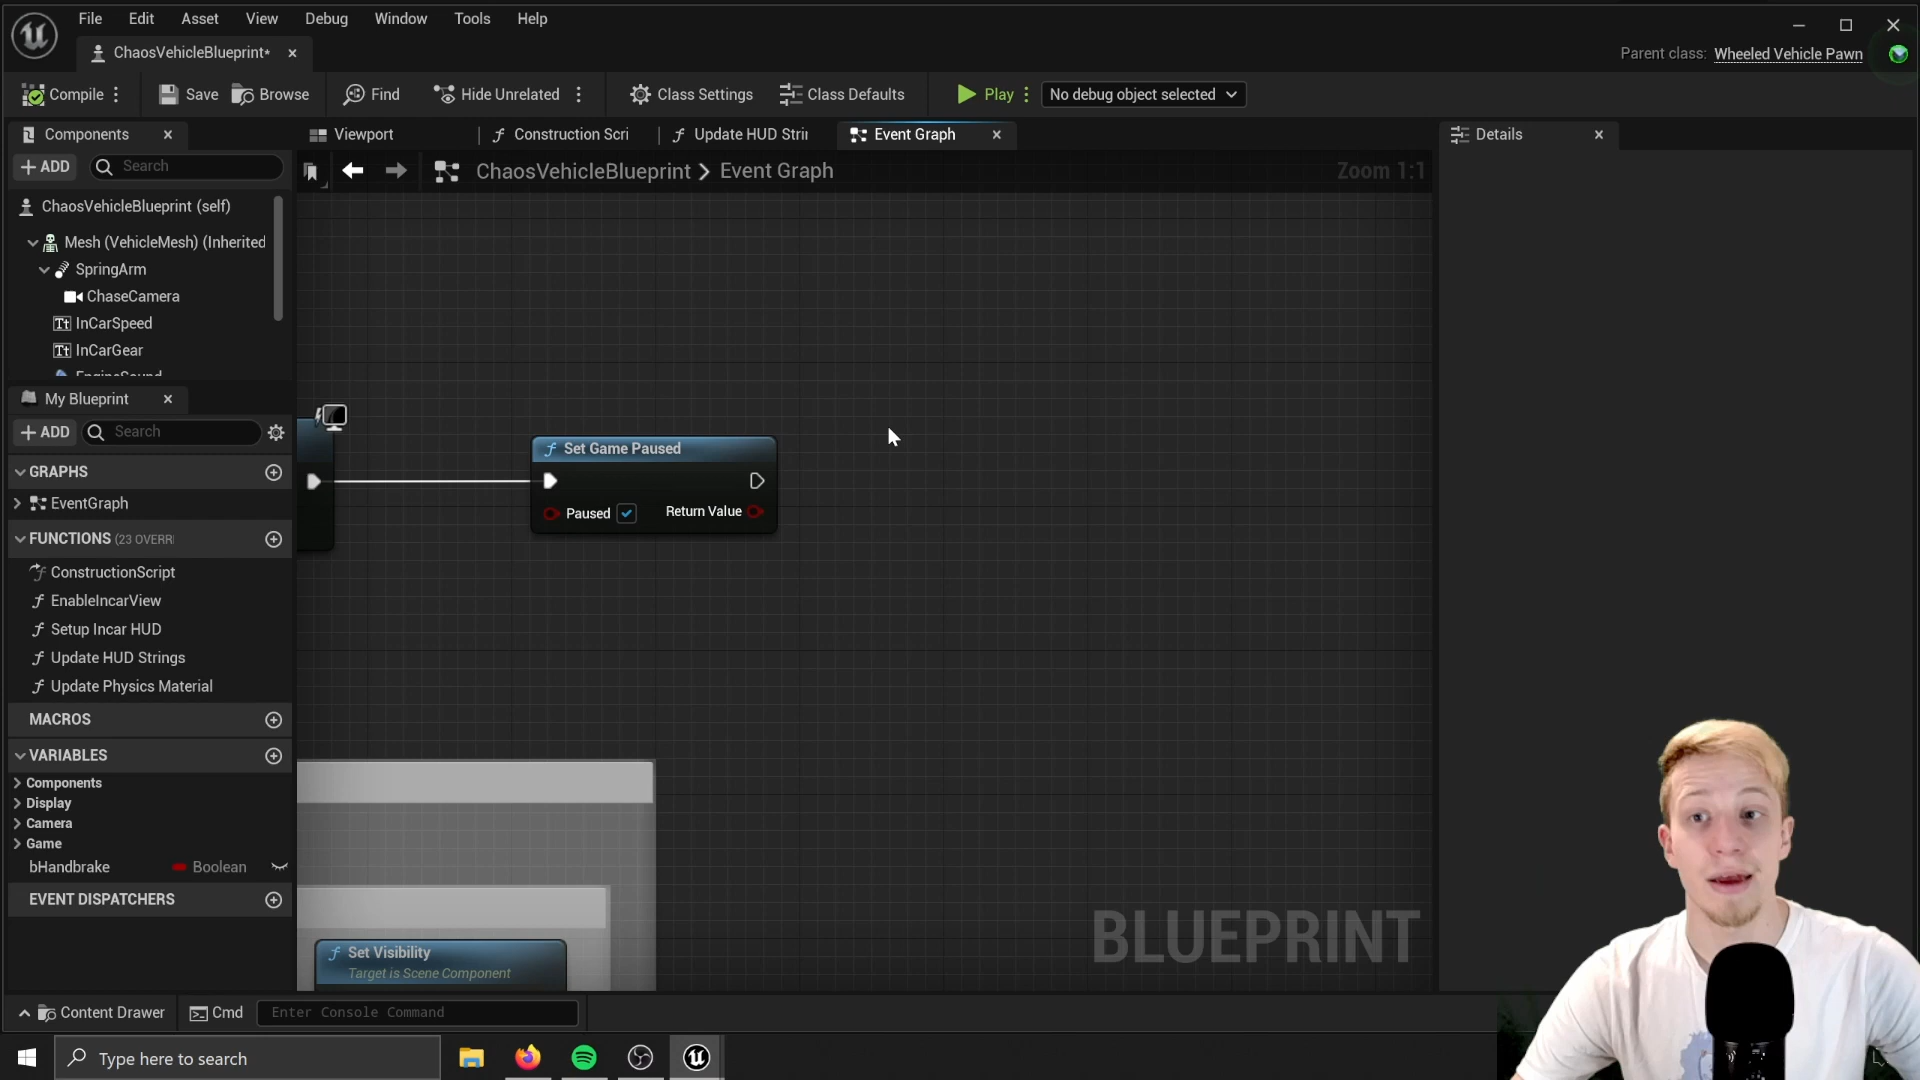 File Edit Asset View Debug Window Tools Help
ChaosVehicleBlueprint*
Parent class: Wheeled Vehicle Pawn
Compile Save Browse Find Hide Unrelated Class Settings Class Defaults Play No debug object selected
Components Viewport Construction Scri Update HUD Strir Event Graph Details
ADD Search
ChaosVehicleBlueprint > Event Graph
Zoom 1:1
ChaosVehicleBlueprint (self)
Mesh (VehicleMesh) (Inherited
SpringArm
ChaseCamera
InCarSpeed
InCarGear
EngineSound
My Blueprint
ADD Search
GRAPHS
EventGraph
FUNCTIONS (23 OVERRI
ConstructionScript
EnableIncarView
Setup Incar HUD
Update HUD Strings
Update Physics Material
MACROS
VARIABLES
Components
Display
Camera
Game
bHandbrake Boolean
EVENT DISPATCHERS
Set Game Paused
Paused Return Value
Set Visibility
Target is Scene Component
BLUEPRINT
Content Drawer Cmd Enter Console Command
Type here to search